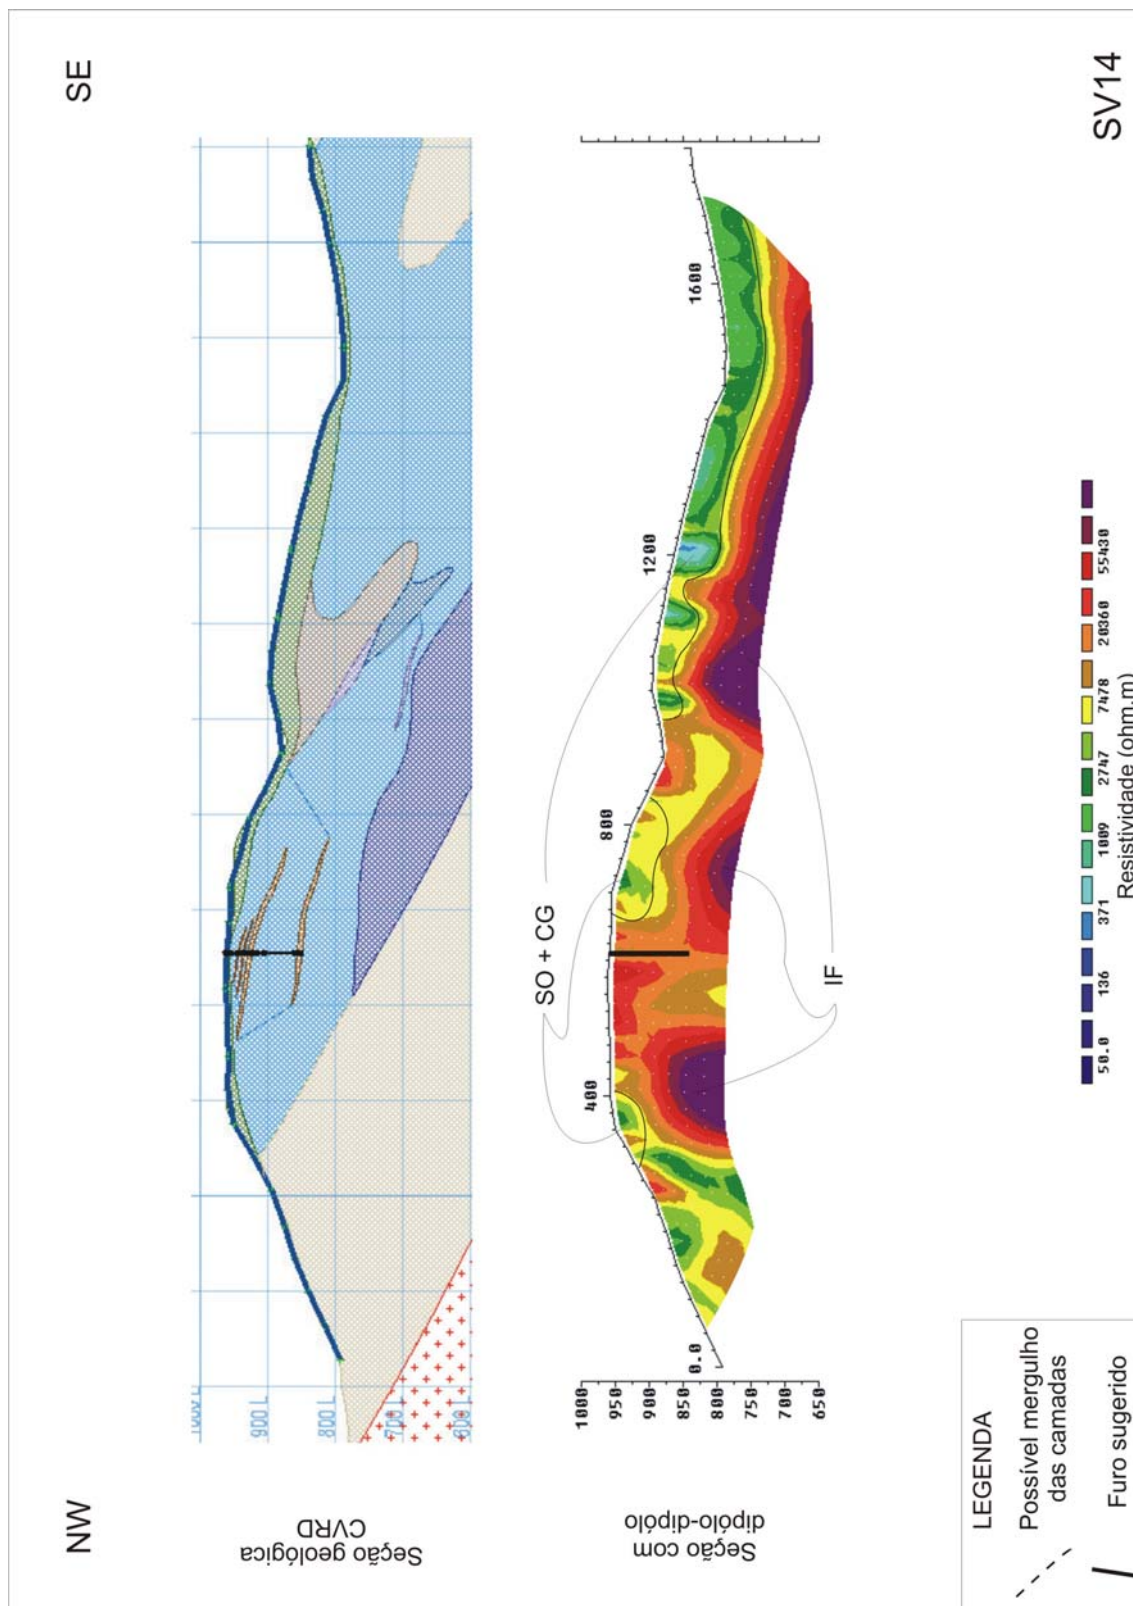 NW
SE
Seção geológica
CVRD
900 L
800 L
700 L
Seção com
dipólo-dipólo
1000
950
900
850
800
750
700
650
0.0
400
800
1200
1600
SO + CG
IF
50.0
136
371
1009
2747
7478
20360
55430
Resistividade (ohm.m)
LEGENDA
Possível mergulho
das camadas
Furo sugerido
SV14